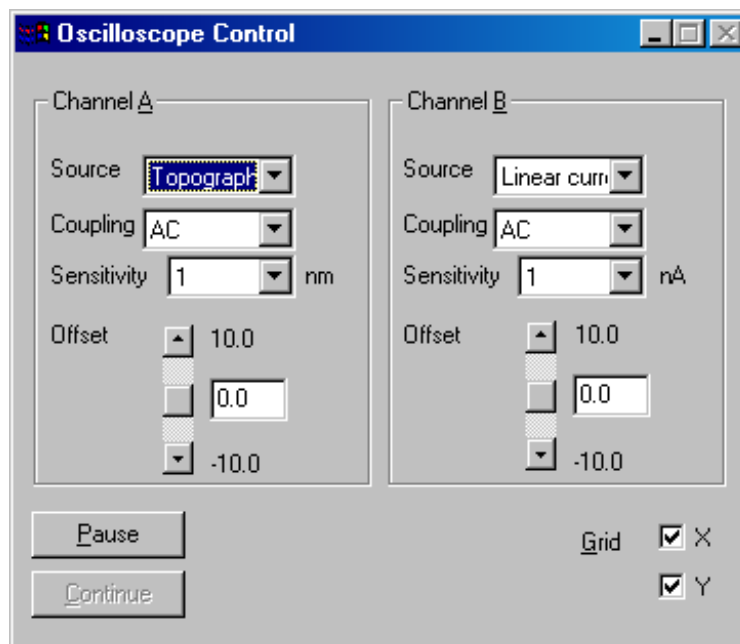 Oscilloscope Control
Channel A
Source Topograph
Coupling AC
Sensitivity 1 nm
Offset 10.0
0.0
-10.0
Channel B
Source Linear curr
Coupling AC
Sensitivity 1 nA
Offset 10.0
0.0
-10.0
Pause
Continue
Grid X
Y